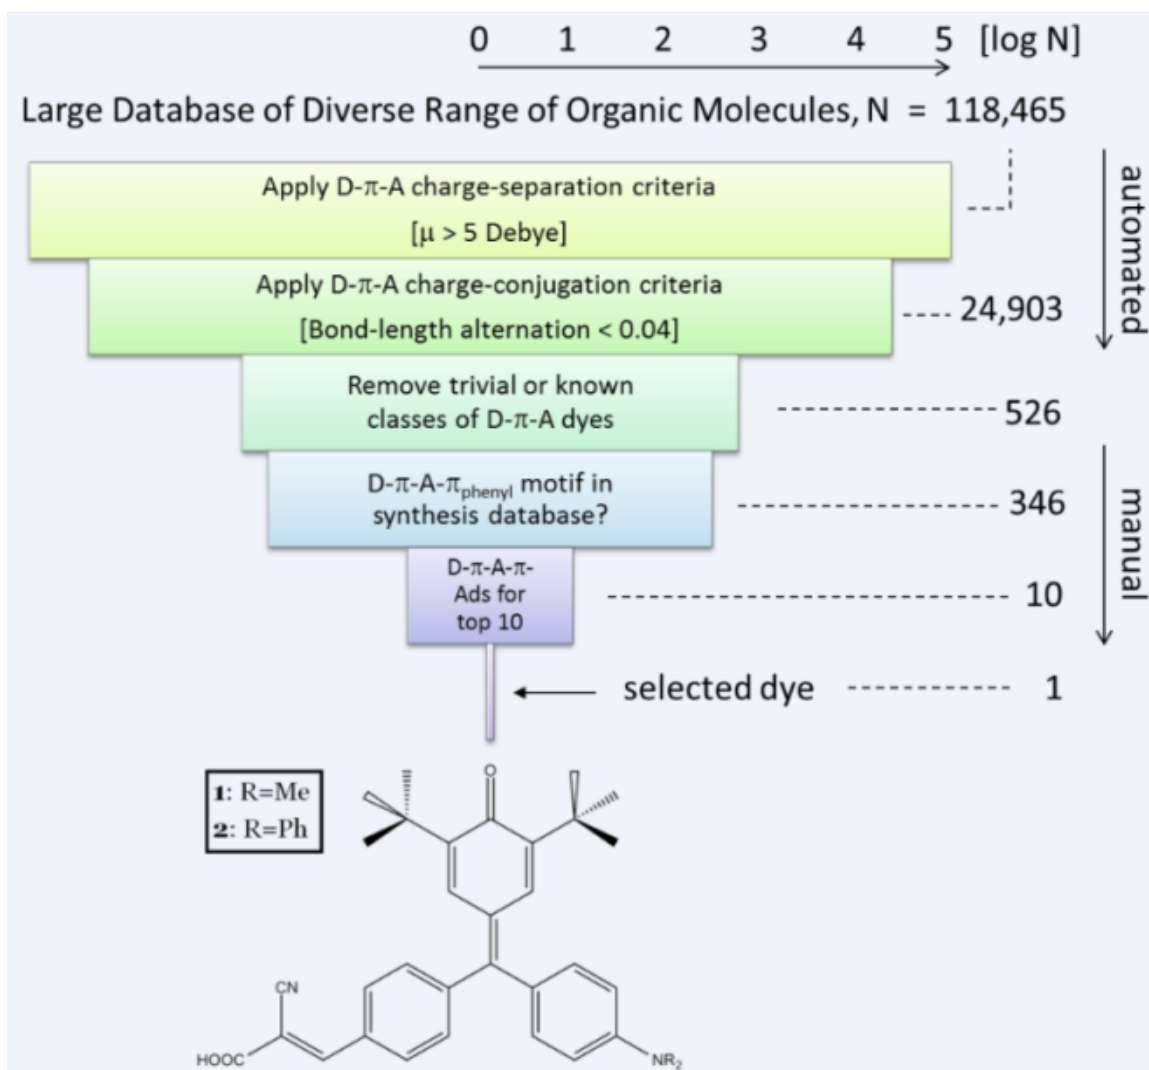 0 1 2 3 4 5 [log N]
Large Database of Diverse Range of Organic Molecules, N = 118,465
Apply D-π-A charge-separation criteria
[μ > 5 Debye]
automated
Apply D-π-A charge-conjugation criteria
[Bond-length alternation < 0.04]
24,903
Remove trivial or known
classes of D-π-A dyes
526
D-π-A-πphenyl motif in
synthesis database?
346
manual
D-π-A-π-
Ads for
top 10
10
selected dye
1
1: R=Me
2: R=Ph
O
CN
HOOC
NR2